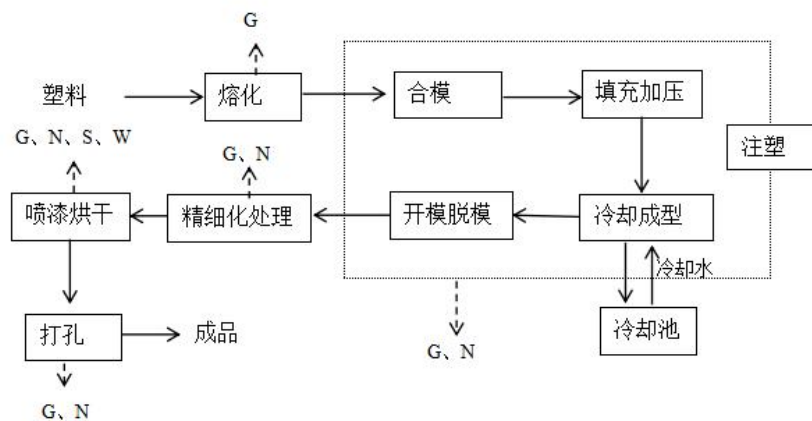 G
塑料
熔化
合模
填充加压
注塑
G、N、S、W
G、N
喷漆烘干
精细化处理
开模脱模
冷却成型
冷却水
打孔
成品
G、N
冷却池
G、N